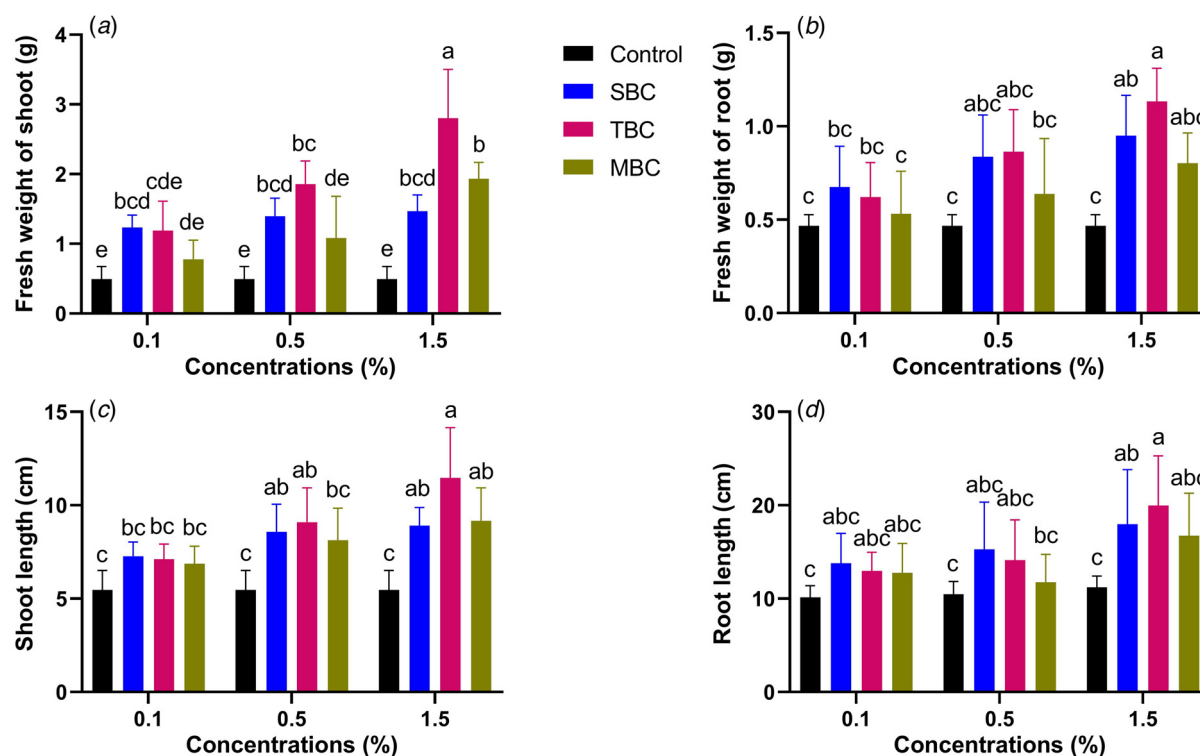 (a)
Fresh weight of shoot (g)
4
3
2
1
0
e
bcd
cde
de
e
bcd
bc
de
e
bcd
a
b
0.1
0.5
1.5
Concentrations (%)
Control
SBC
TBC
MBC
(b)
Fresh weight of root (g)
1.5
1.0
0.5
0.0
c
bc
bc
c
c
abc
abc
bc
c
ab
a
abc
0.1
0.5
1.5
Concentrations (%)
(c)
Shoot length (cm)
15
10
5
0
c
bc
bc
bc
c
ab
ab
bc
c
ab
a
ab
0.1
0.5
1.5
Concentrations (%)
(d)
Root length (cm)
30
20
10
0
c
abc
abc
abc
c
abc
abc
bc
c
ab
a
abc
0.1
0.5
1.5
Concentrations (%)